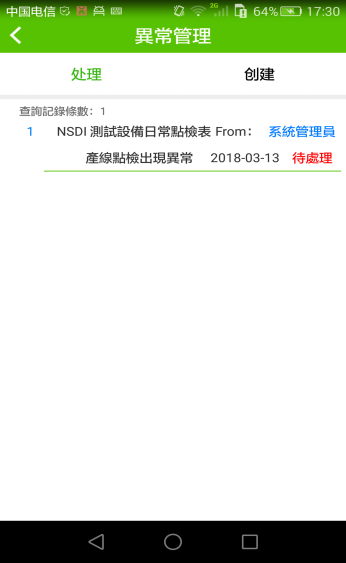 中国电信 2G 64% 17:30
異常管理
处理 创建
查詢記錄條數：1
1 NSDI 測試設備日常點檢表 From： 系統管理員
產線點檢出現異常 2018-03-13 待處理